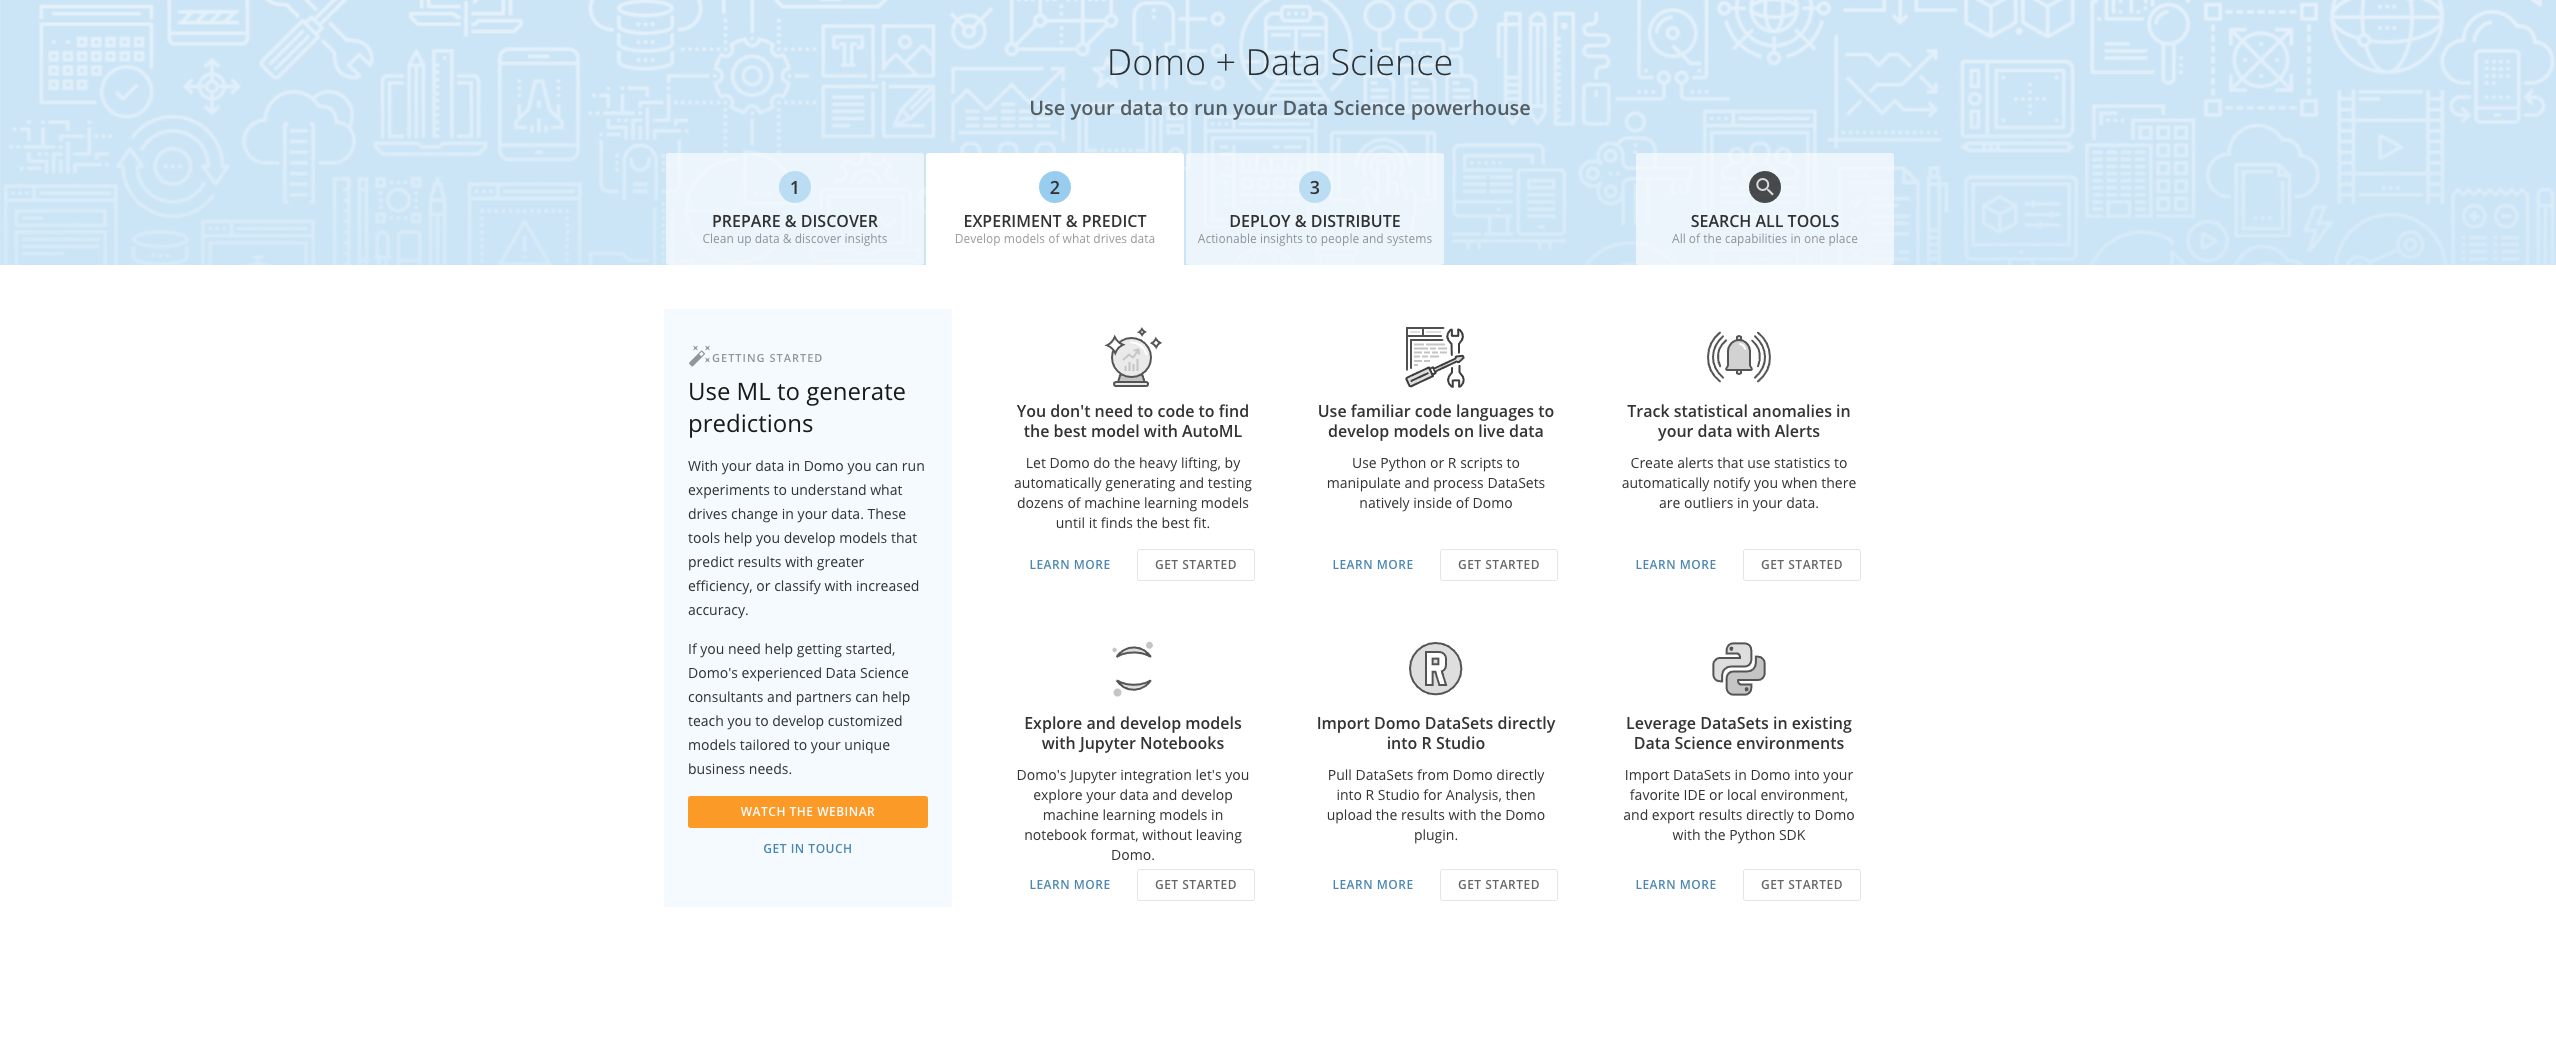 Domo + Data Science
Use your data to run your Data Science powerhouse
1
PREPARE & DISCOVER
Clean up data & discover insights
2
EXPERIMENT & PREDICT
Develop models of what drives data
3
DEPLOY & DISTRIBUTE
Actionable insights to people and systems
SEARCH ALL TOOLS
All of the capabilities in one place
GETTING STARTED
Use ML to generate
predictions
With your data in Domo you can run
experiments to understand what
drives change in your data. These
tools help you develop models that
predict results with greater
efficiency, or classify with increased
accuracy.
If you need help getting started,
Domo's experienced Data Science
consultants and partners can help
teach you to develop customized
models tailored to your unique
business needs.
WATCH THE WEBINAR
GET IN TOUCH
You don't need to code to find
the best model with AutoML
Let Domo do the heavy lifting, by
automatically generating and testing
dozens of machine learning models
until it finds the best fit.
LEARN MORE GET STARTED
Use familiar code languages to
develop models on live data
Use Python or R scripts to
manipulate and process DataSets
natively inside of Domo
LEARN MORE GET STARTED
Track statistical anomalies in
your data with Alerts
Create alerts that use statistics to
automatically notify you when there
are outliers in your data.
LEARN MORE GET STARTED
Explore and develop models
with Jupyter Notebooks
Domo's Jupyter integration let's you
explore your data and develop
machine learning models in
notebook format, without leaving
Domo.
LEARN MORE GET STARTED
R
Import Domo DataSets directly
into R Studio
Pull DataSets from Domo directly
into R Studio for Analysis, then
upload the results with the Domo
plugin.
LEARN MORE GET STARTED
Leverage DataSets in existing
Data Science environments
Import DataSets in Domo into your
favorite IDE or local environment,
and export results directly to Domo
with the Python SDK
LEARN MORE GET STARTED